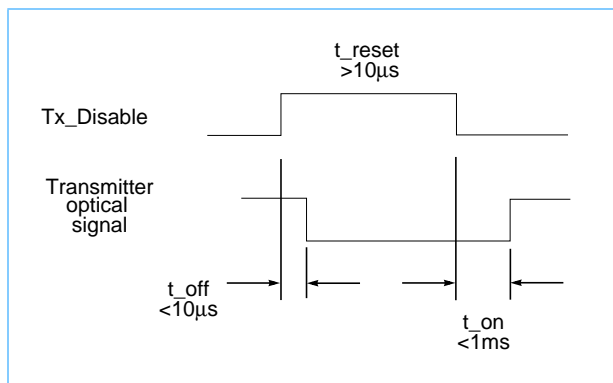 t_reset
>10μs
Tx_Disable
Transmitter
optical
signal
t_off
<10μs
t_on
<1ms